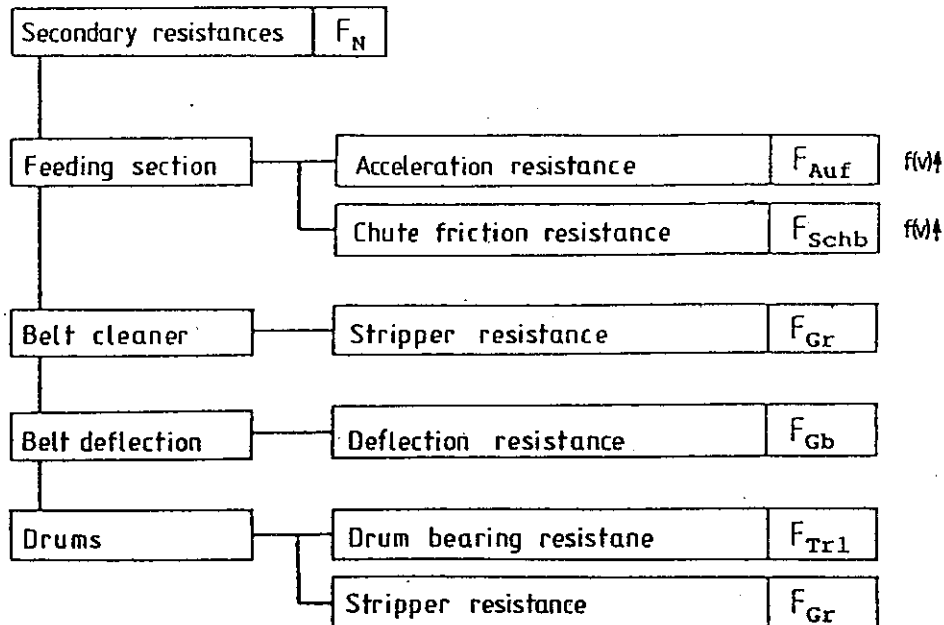 Secondary resistances F_N
Feeding section Acceleration resistance F_Auf f(v)↑
Chute friction resistance F_Schb f(v)↑
Belt cleaner Stripper resistance F_Gr
Belt deflection Deflection resistance F_Gb
Drums Drum bearing resistane F_Tr1
Stripper resistance F_Gr